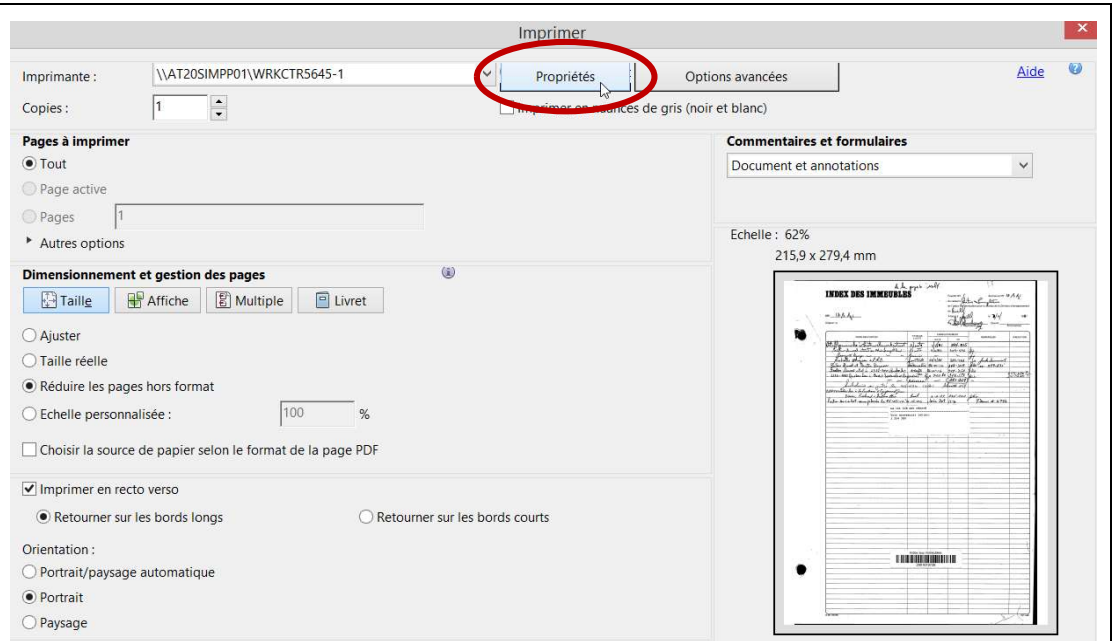 Imprimer
Imprimante :
\\AT20SIMPP01\WRKCTR5645-1
Propriétés
Options avancées
Aide
Copies :
1
Imprimer en nuances de gris (noir et blanc)
Pages à imprimer
Tout
Page active
Pages
1
Autres options
Commentaires et formulaires
Document et annotations
Dimensionnement et gestion des pages
Taille
Affiche
Multiple
Livret
Ajuster
Taille réelle
Réduire les pages hors format
Echelle personnalisée :
100
%
Choisir la source de papier selon le format de la page PDF
Imprimer en recto verso
Retourner sur les bords longs
Retourner sur les bords courts
Orientation :
Portrait/paysage automatique
Portrait
Paysage
Echelle : 62%
215,9 x 279,4 mm
INDEX DES IMMEUBLES